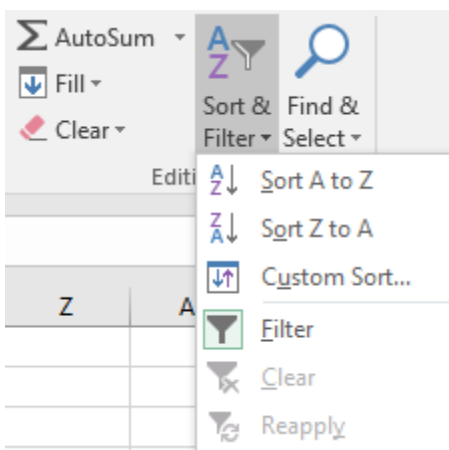 AutoSum
Fill
Clear
A
Z
Sort &
Filter
Find &
Select
Editi
A
Z
Sort A to Z
Z
A
Sort Z to A
Custom Sort...
Z
A
Filter
Clear
Reapply